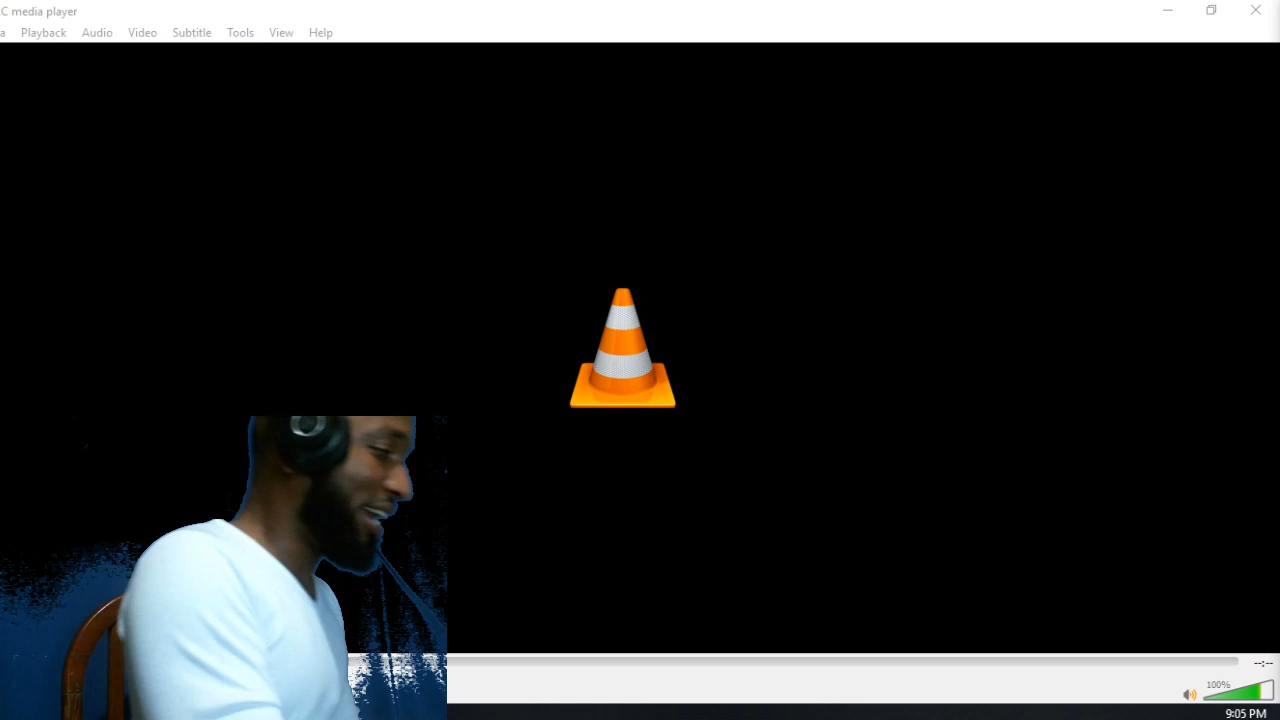 C media player
a Playback Audio Video Subtitle Tools View Help
--:--
100%
9:05 PM